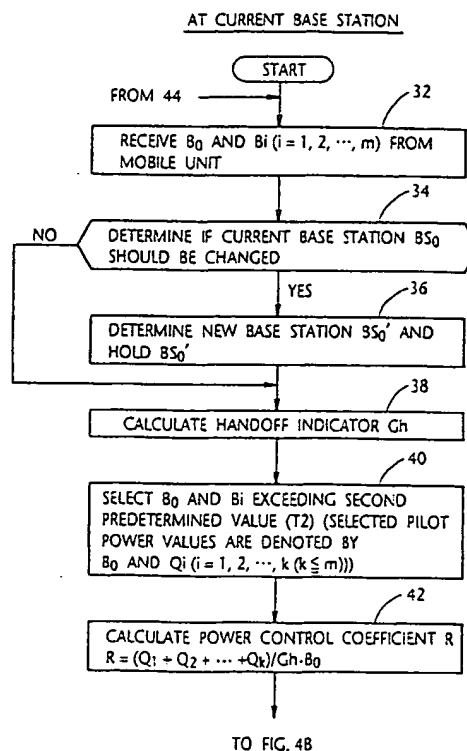 AT CURRENT BASE STATION
START
FROM 44
32
RECEIVE B0 AND Bi (i = 1, 2, ⋯, m) FROM
MOBILE UNIT
34
NO
DETERMINE IF CURRENT BASE STATION BS0
SHOULD BE CHANGED
YES
36
DETERMINE NEW BASE STATION BS0' AND
HOLD BS0'
38
CALCULATE HANDOFF INDICATOR Gh
40
SELECT B0 AND Bi EXCEEDING SECOND
PREDETERMINED VALUE (T2) (SELECTED PILOT
POWER VALUES ARE DENOTED BY
B0 AND Qi (i = 1, 2, ⋯, k (k ≦ m)))
42
CALCULATE POWER CONTROL COEFFICIENT R
R = (Q1 + Q2 + ⋯ +Qk)/Gh·B0
TO FIG. 4B